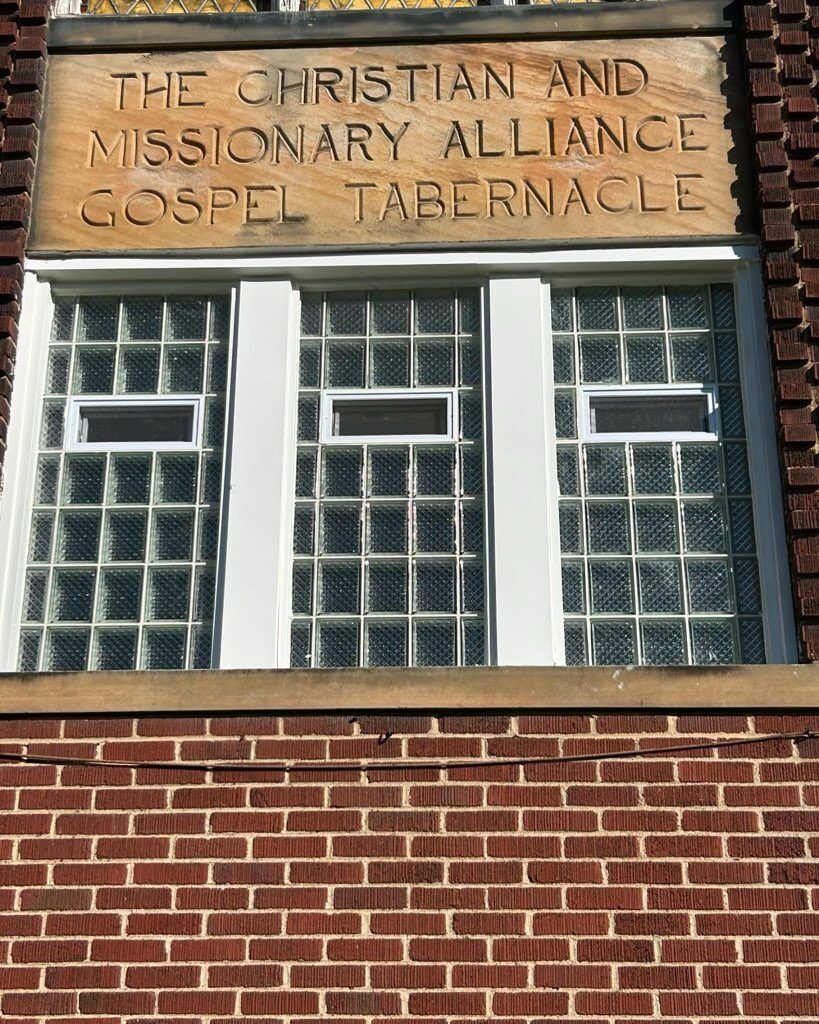 THE CHRISTIAN AND
MISSIONARY ALLIANCE
GOSPEL TABERNACLE